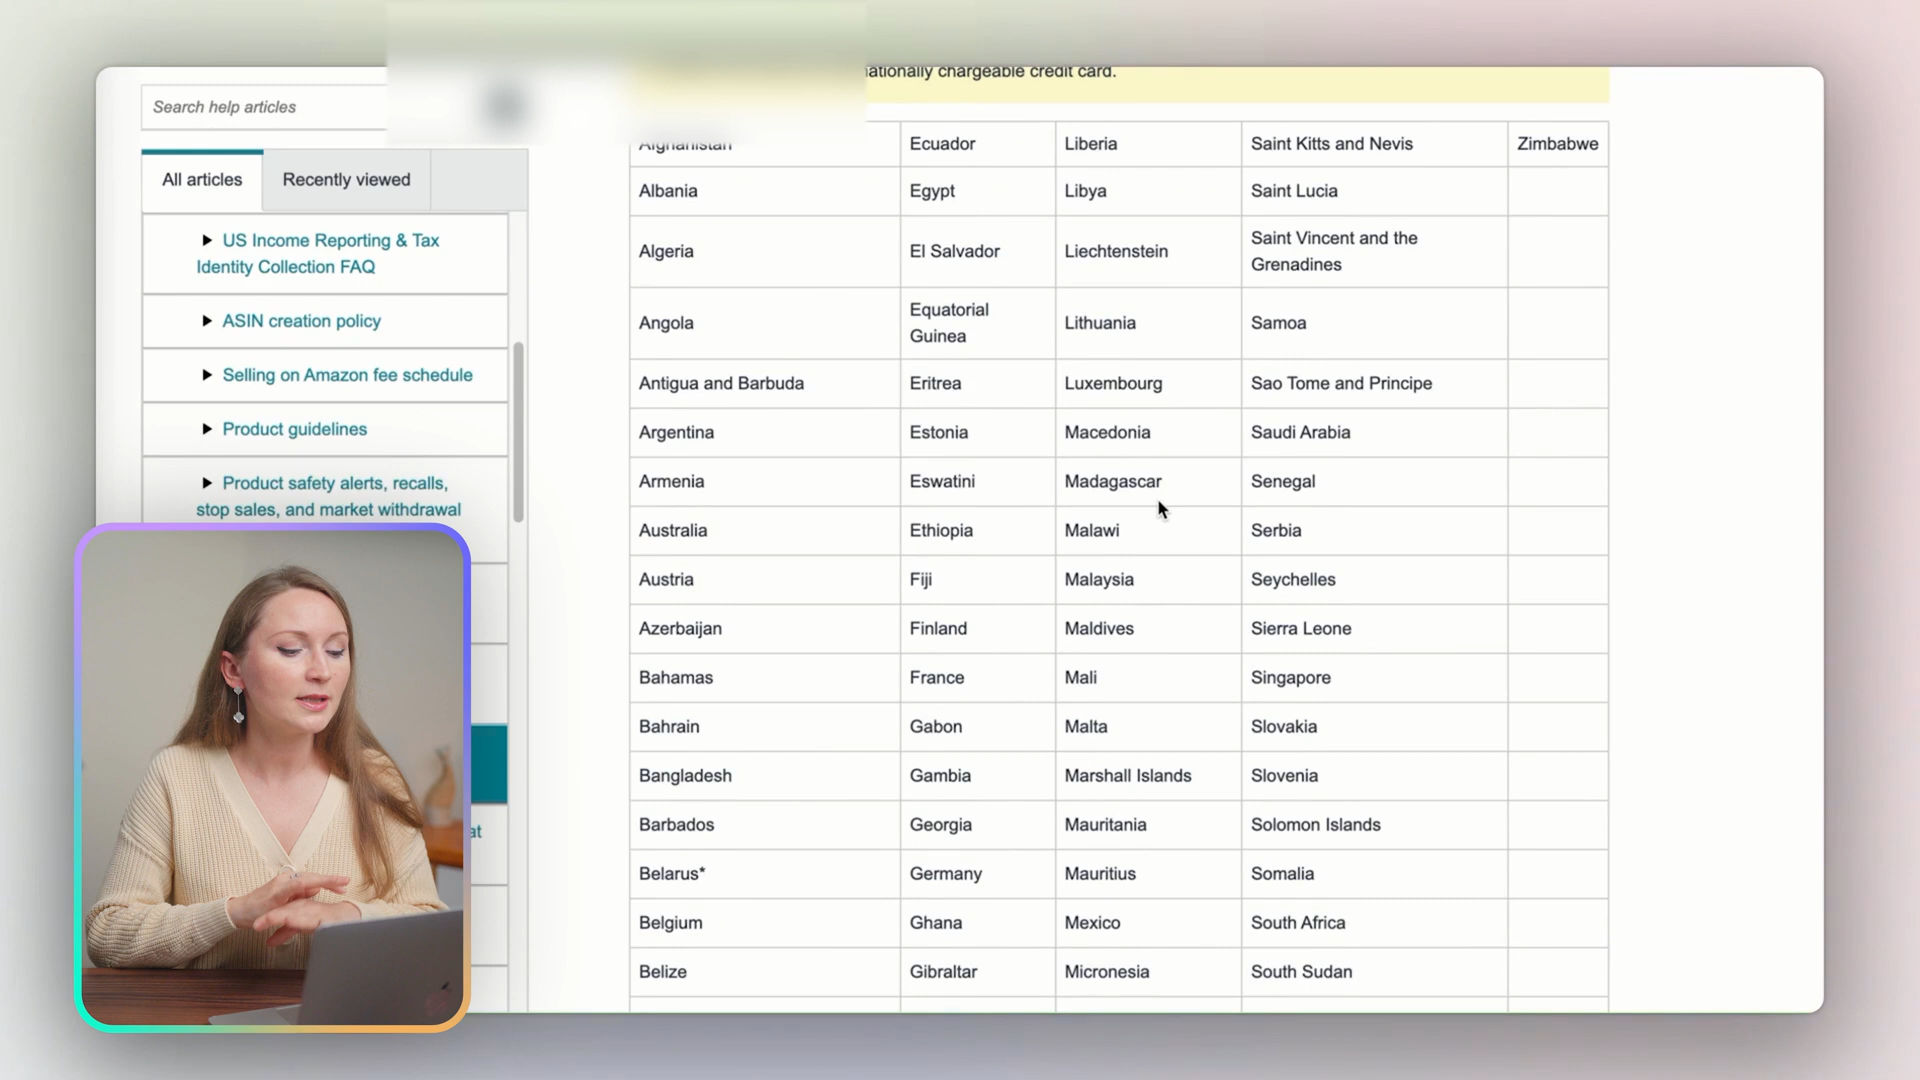 nationally chargeable credit card.
Search help articles
All articles
Recently viewed
▶ US Income Reporting & Tax
Identity Collection FAQ
▶ ASIN creation policy
▶ Selling on Amazon fee schedule
▶ Product guidelines
▶ Product safety alerts, recalls,
stop sales, and market withdrawal
at
Afghanistan Ecuador Liberia Saint Kitts and Nevis Zimbabwe
Albania Egypt Libya Saint Lucia
Algeria El Salvador Liechtenstein Saint Vincent and the
Grenadines
Angola Equatorial
Guinea Lithuania Samoa
Antigua and Barbuda Eritrea Luxembourg Sao Tome and Principe
Argentina Estonia Macedonia Saudi Arabia
Armenia Eswatini Madagascar Senegal
Australia Ethiopia Malawi Serbia
Austria Fiji Malaysia Seychelles
Azerbaijan Finland Maldives Sierra Leone
Bahamas France Mali Singapore
Bahrain Gabon Malta Slovakia
Bangladesh Gambia Marshall Islands Slovenia
Barbados Georgia Mauritania Solomon Islands
Belarus* Germany Mauritius Somalia
Belgium Ghana Mexico South Africa
Belize Gibraltar Micronesia South Sudan